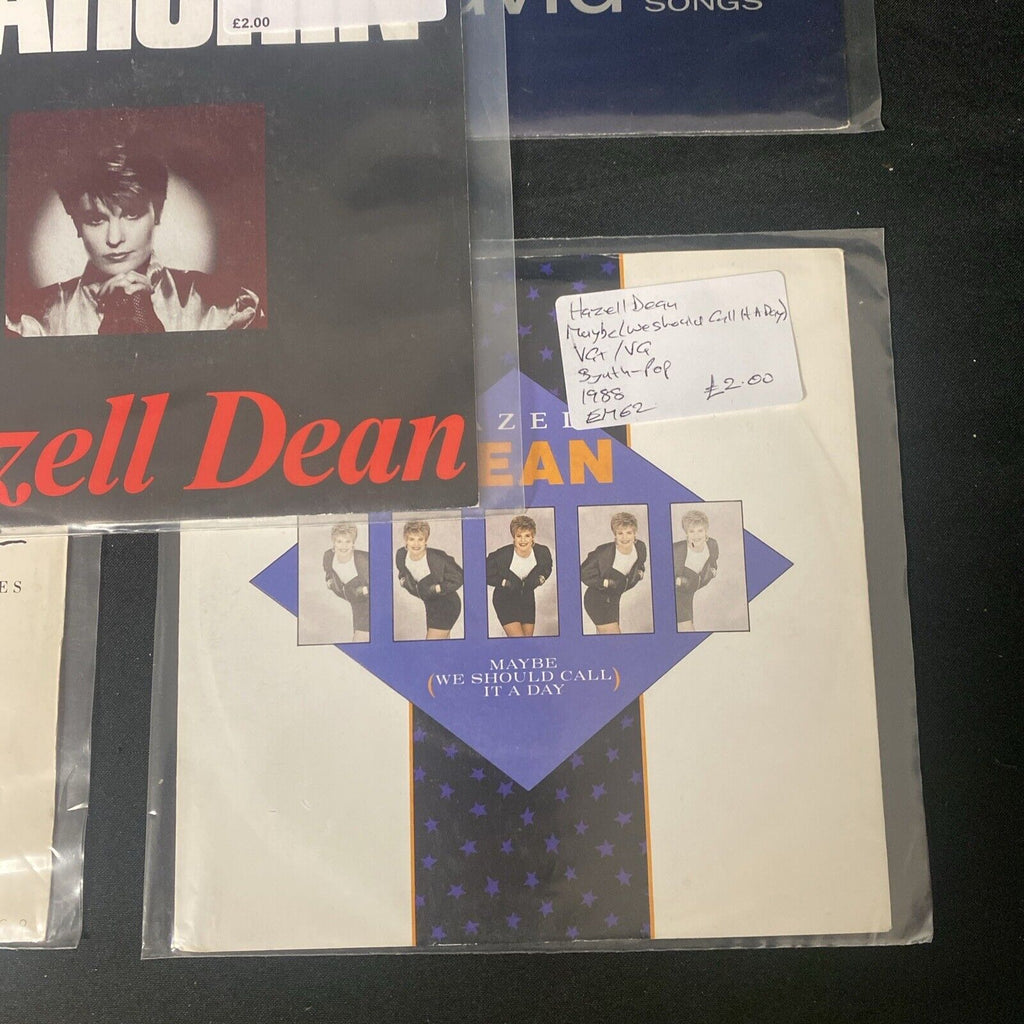 £2.00
SONGS
Hazell Dean
Maybe (we should Call it A Day)
VG+ / VG
Synth-Pop
1988
EM62
£2.00
zell Dean
ZEL
EAN
ES
MAYBE
(WE SHOULD CALL)
IT A DAY